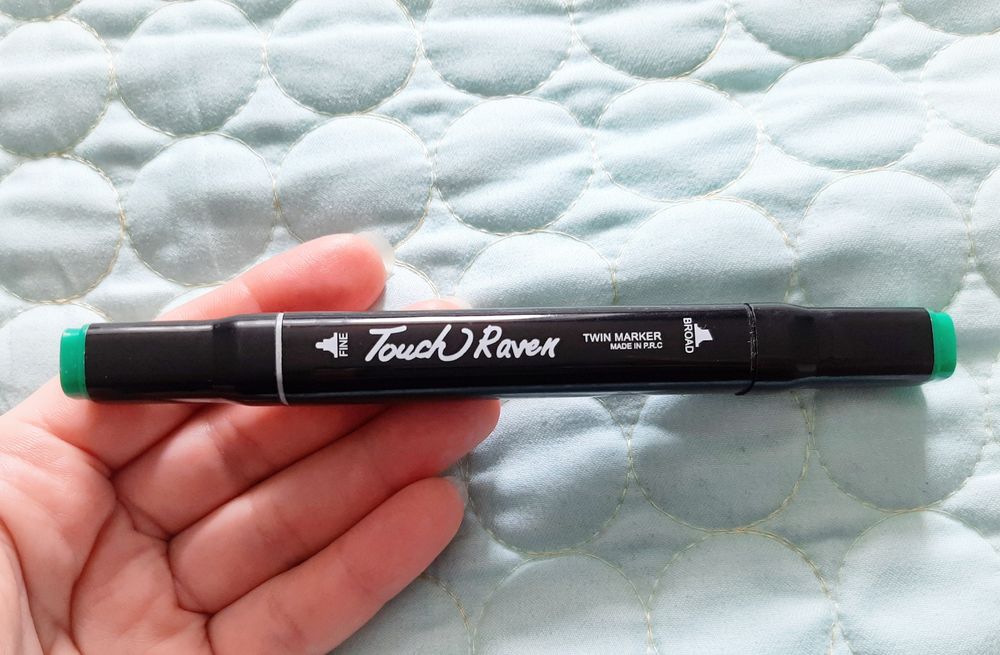 FINE
Touch Raven
TWIN MARKER
MADE IN P.R.C
BROAD